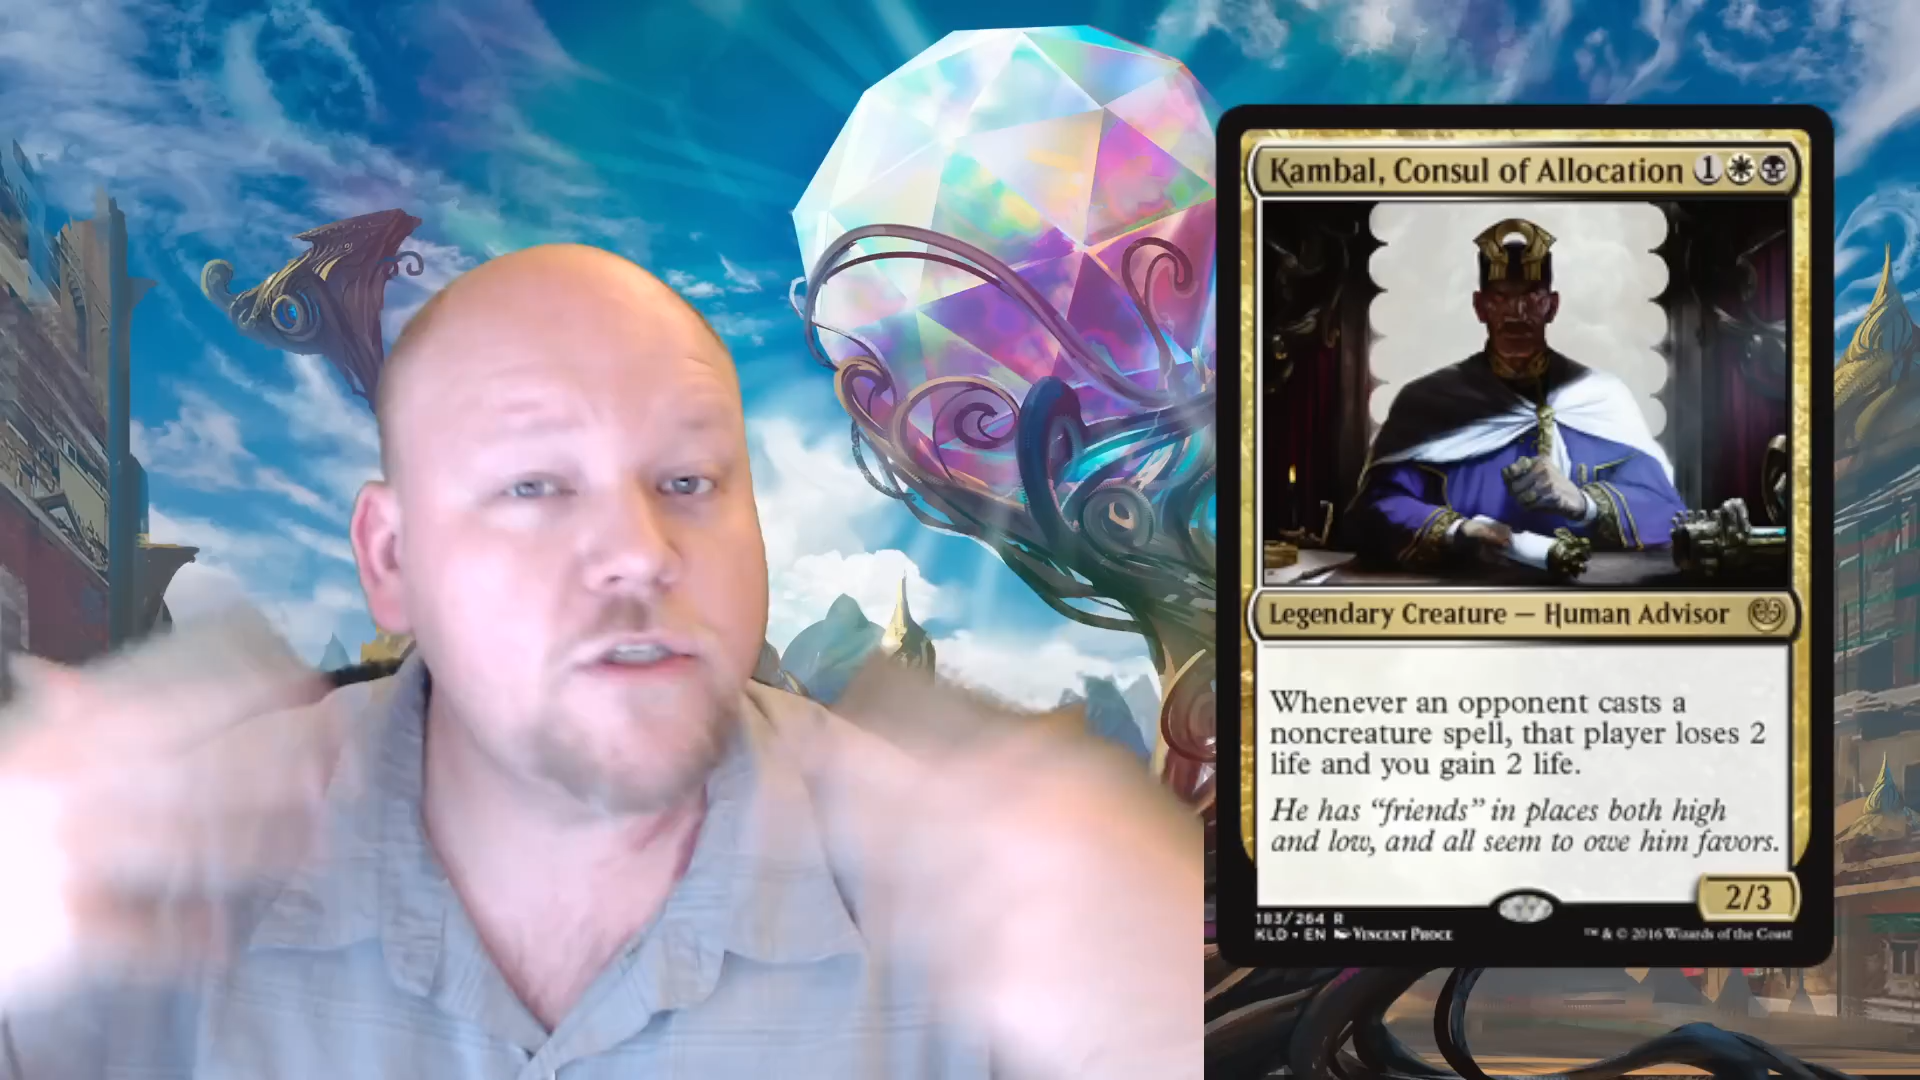 Kambal, Consul of Allocation 1
Legendary Creature — Human Advisor
Whenever an opponent casts a
noncreature spell, that player loses 2
life and you gain 2 life.
He has “friends” in places both high
and low, and all seem to owe him favors.
2/3
183/264 R
KLD • EN Vincent Proce
™ & © 2016 Wizards of the Coast